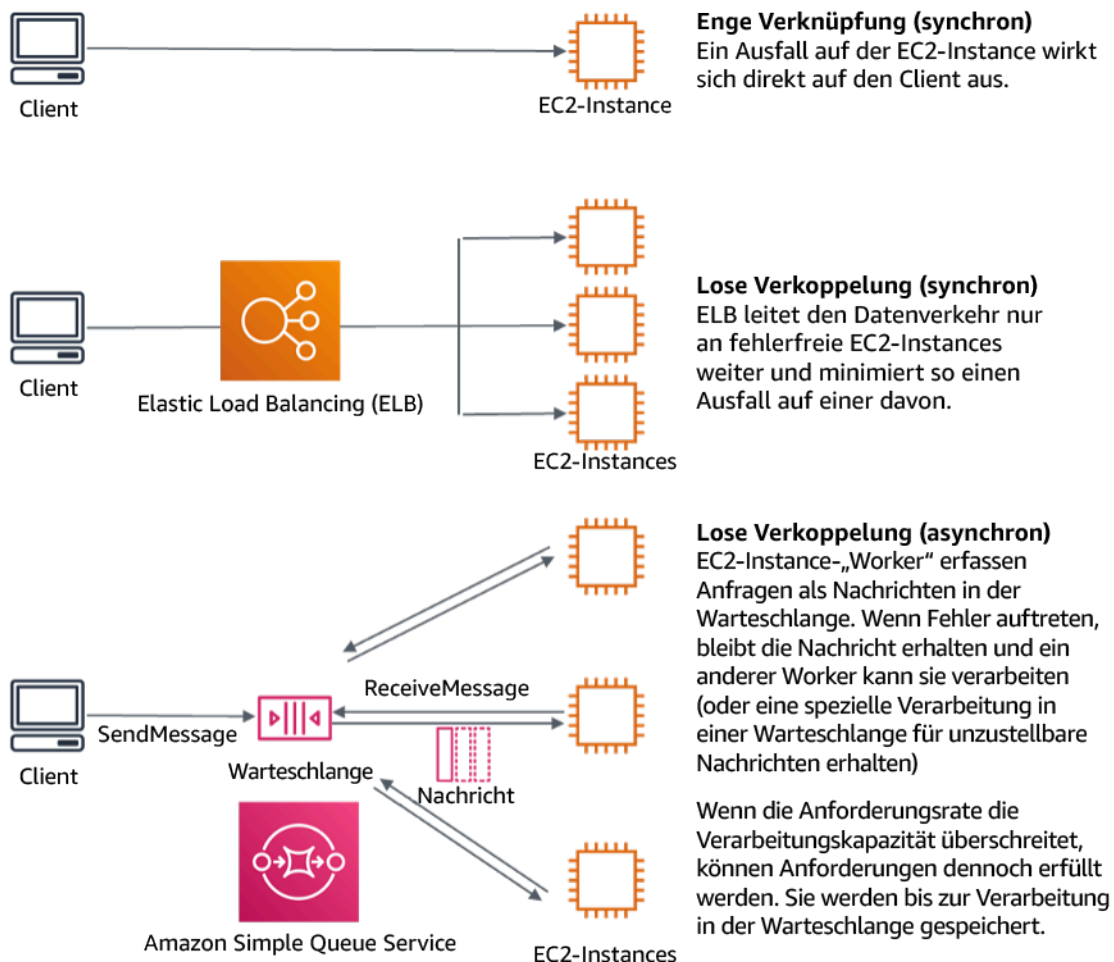 Enge Verknüpfung (synchron)
Ein Ausfall auf der EC2-Instance wirkt
sich direkt auf den Client aus.
Client
EC2-Instance
Lose Verkoppelung (synchron)
ELB leitet den Datenverkehr nur
an fehlerfreie EC2-Instances
weiter und minimiert so einen
Ausfall auf einer davon.
Client
Elastic Load Balancing (ELB)
EC2-Instances
Lose Verkoppelung (asynchron)
EC2-Instance-„Worker“ erfassen
Anfragen als Nachrichten in der
Warteschlange. Wenn Fehler auftreten,
bleibt die Nachricht erhalten und ein
anderer Worker kann sie verarbeiten
(oder eine spezielle Verarbeitung in
einer Warteschlange für unzustellbare
Nachrichten erhalten)
Wenn die Anforderungsrate die
Verarbeitungskapazität überschreitet,
können Anforderungen dennoch erfüllt
werden. Sie werden bis zur Verarbeitung
in der Warteschlange gespeichert.
ReceiveMessage
SendMessage
Client
Warteschlange
Nachricht
Amazon Simple Queue Service
EC2-Instances